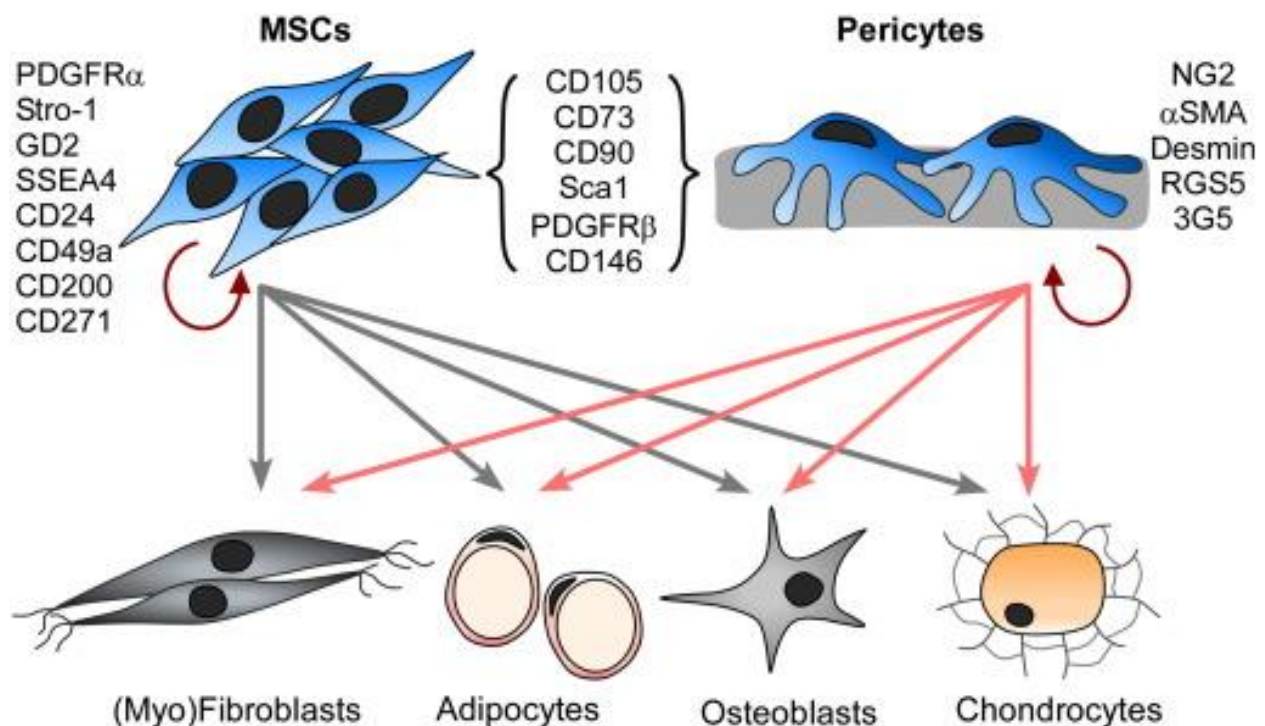 MSCs
Pericytes
PDGFRα
Stro-1
GD2
SSEA4
CD24
CD49a
CD200
CD271
CD105
CD73
CD90
Sca1
PDGFRβ
CD146
NG2
αSMA
Desmin
RGS5
3G5
(Myo)Fibroblasts
Adipocytes
Osteoblasts
Chondrocytes